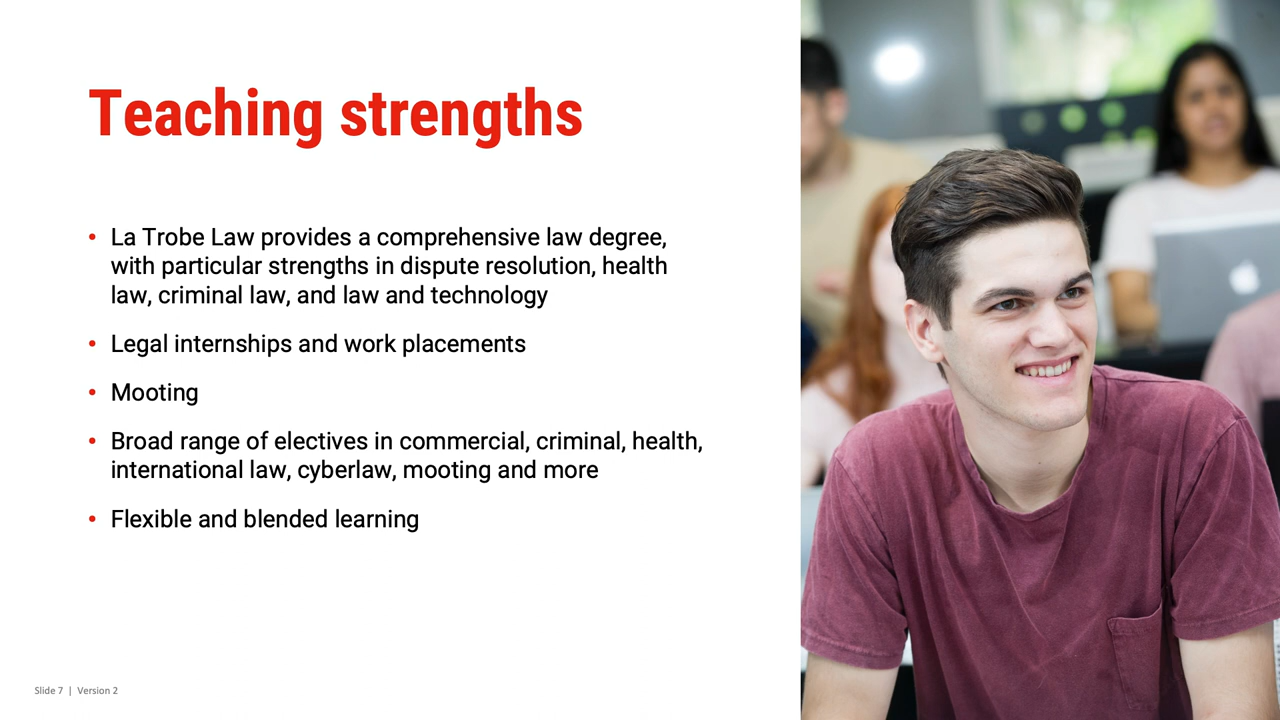 Teaching strengths
• La Trobe Law provides a comprehensive law degree,
with particular strengths in dispute resolution, health
law, criminal law, and law and technology
• Legal internships and work placements
• Mooting
• Broad range of electives in commercial, criminal, health,
international law, cyberlaw, mooting and more
• Flexible and blended learning
Slide 7 | Version 2